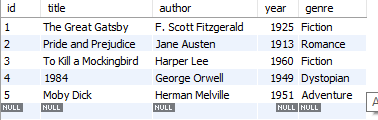 id title author year genre
1 The Great Gatsby F. Scott Fitzgerald 1925 Fiction
2 Pride and Prejudice Jane Austen 1913 Romance
3 To Kill a Mockingbird Harper Lee 1960 Fiction
4 1984 George Orwell 1949 Dystopian
5 Moby Dick Herman Melville 1951 Adventure
NULL NULL NULL NULL NULL